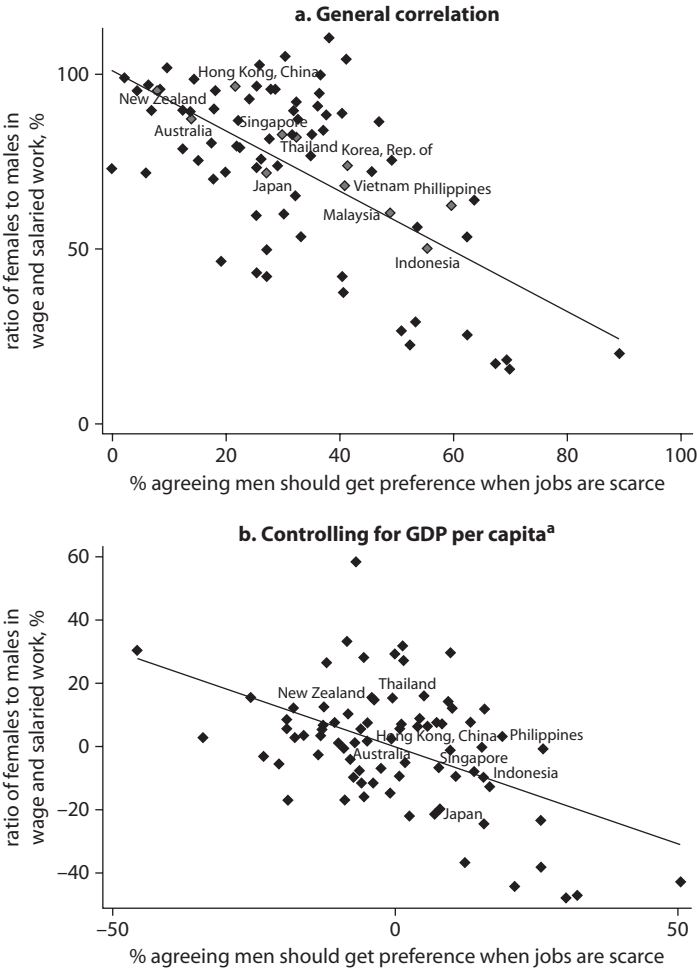 a. General correlation
ratio of females to males in
wage and salaried work, %
100
50
0
Hong Kong, China
New Zealand
Australia
Singapore
Thailand
Korea, Rep. of
Japan
Vietnam
Phillippines
Malaysia
Indonesia
0
20
40
60
80
100
% agreeing men should get preference when jobs are scarce
b. Controlling for GDP per capitaᵃ
ratio of females to males in
wage and salaried work, %
60
40
20
0
–20
–40
Thailand
New Zealand
Hong Kong, China
Philippines
Australia
Singapore
Indonesia
Japan
–50
0
50
% agreeing men should get preference when jobs are scarce